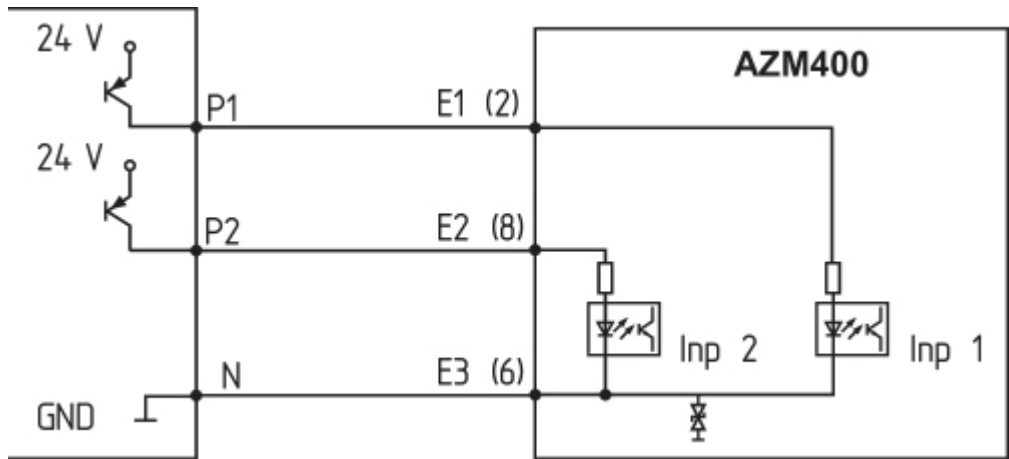 24 V
AZM400
P1
E1 (2)
24 V
P2
E2 (8)
Inp 2
Inp 1
N
E3 (6)
GND